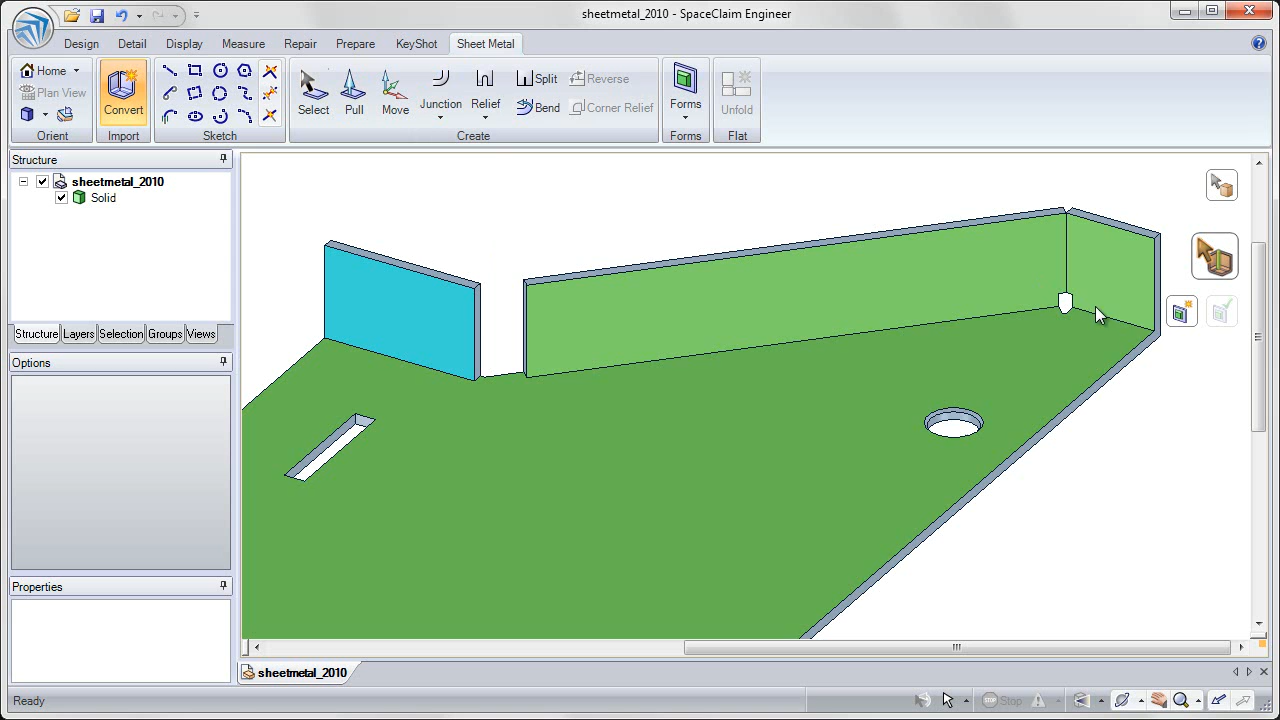 sheetmetal_2010 - SpaceClaim Engineer
Design Detail Display Measure Repair Prepare KeyShot Sheet Metal
Home
Plan View
Orient
Convert
Import
Sketch
Select
Pull
Move
Junction
Relief
Split
Bend
Reverse
Corner Relief
Create
Forms
Forms
Unfold
Flat
Structure
sheetmetal_2010
Solid
Structure Layers Selection Groups Views
Options
Properties
sheetmetal_2010
Ready
Stop